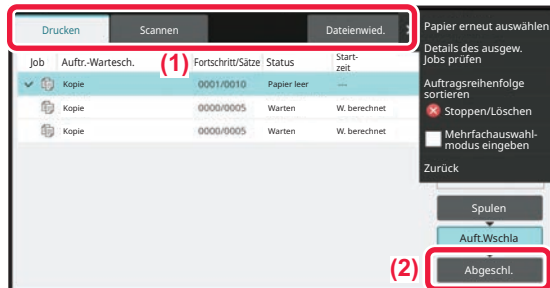 Drucken Scannen Dateienwied.
(1)
Job Auftr.-Wartesch. Fortschritt/Sätze Status Start-
zeit
Kopie 0001/0010 Papier leer ---
Kopie 0000/0005 Warten W. berechnet
Kopie 0000/0005 Warten W. berechnet
Papier erneut auswählen
Details des ausgew.
Jobs prüfen
Auftragsreihenfolge
sortieren
Stoppen/Löschen
Mehrfachauswahl-
modus eingeben
Zurück
Spulen
Auft.Wschla
(2)
Abgeschl.